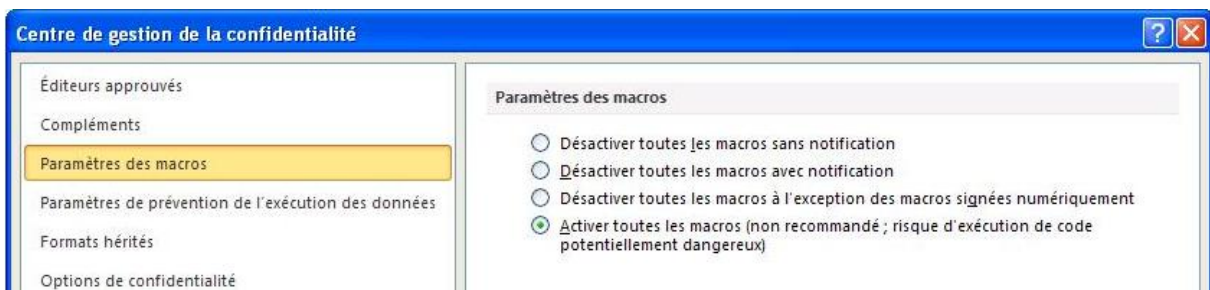 Centre de gestion de la confidentialité
Éditeurs approuvés
Compléments
Paramètres des macros
Paramètres de prévention de l'exécution des données
Formats hérités
Options de confidentialité
Paramètres des macros
Désactiver toutes les macros sans notification
Désactiver toutes les macros avec notification
Désactiver toutes les macros à l'exception des macros signées numériquement
Activer toutes les macros (non recommandé ; risque d'exécution de code
potentiellement dangereux)